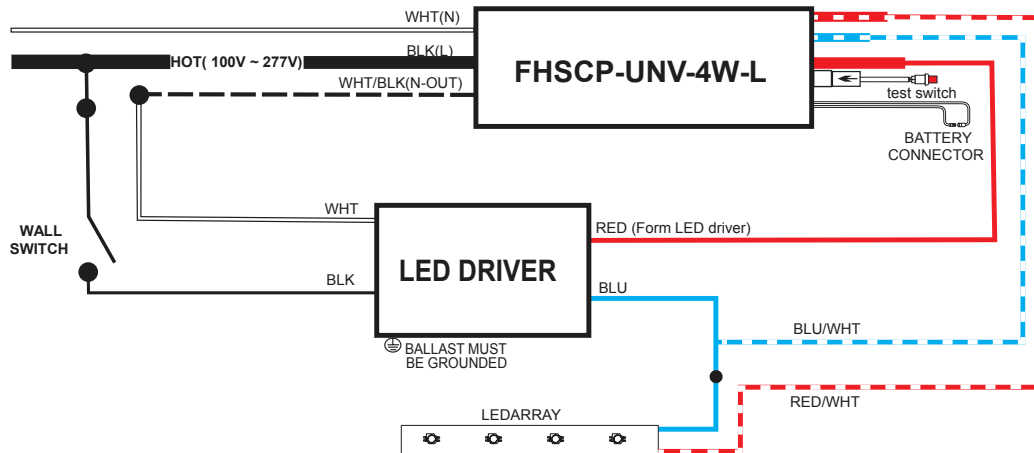 WHT(N)
BLK(L)
HOT( 100V ~ 277V)
WHT/BLK(N-OUT)
FHSCP-UNV-4W-L
test switch
BATTERY
CONNECTOR
WHT
WALL
SWITCH
RED (Form LED driver)
LED DRIVER
BLK
BLU
BALLAST MUST
BE GROUNDED
BLU/WHT
RED/WHT
LEDARRAY